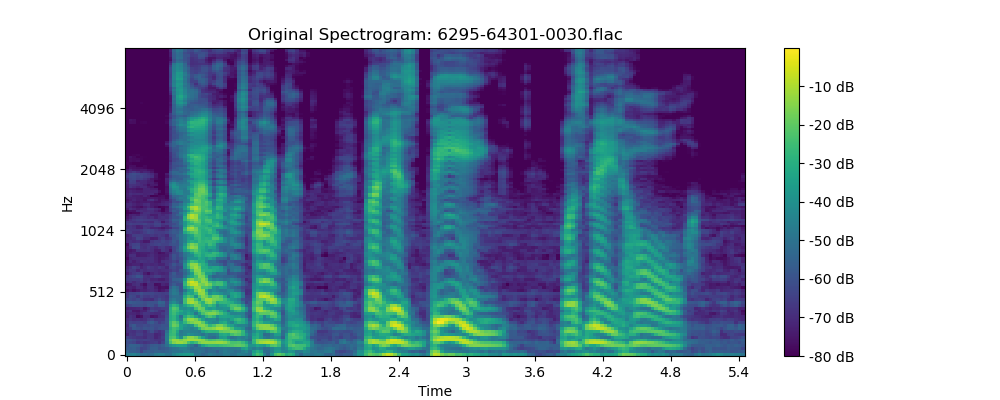 Original Spectrogram: 6295-64301-0030.flac
Hz
4096
2048
1024
512
0
0 0.6 1.2 1.8 2.4 3 3.6 4.2 4.8 5.4
Time
-10 dB
-20 dB
-30 dB
-40 dB
-50 dB
-60 dB
-70 dB
-80 dB